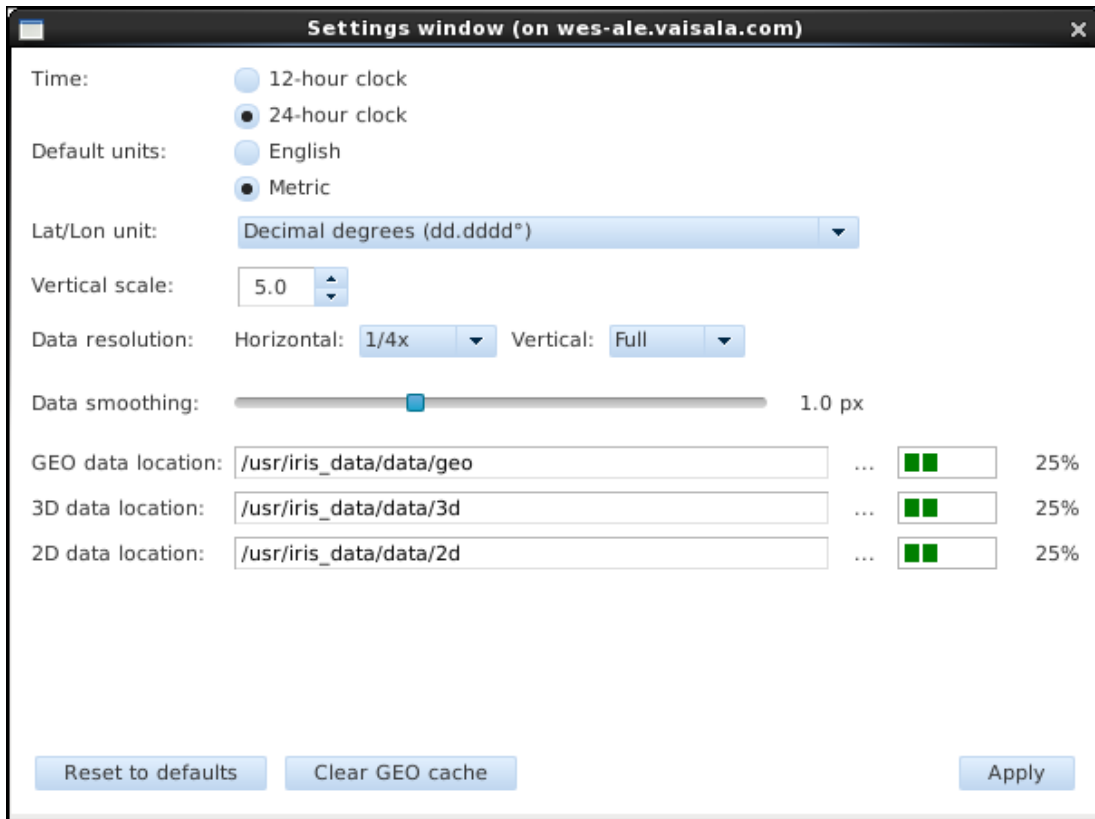 Settings window (on wes-ale.vaisala.com)
Time: 12-hour clock
24-hour clock
Default units: English
Metric
Lat/Lon unit: Decimal degrees (dd.dddd°)
Vertical scale: 5.0
Data resolution: Horizontal: 1/4x Vertical: Full
Data smoothing: 1.0 px
GEO data location: /usr/iris_data/data/geo ... 25%
3D data location: /usr/iris_data/data/3d ... 25%
2D data location: /usr/iris_data/data/2d ... 25%
Reset to defaults Clear GEO cache Apply